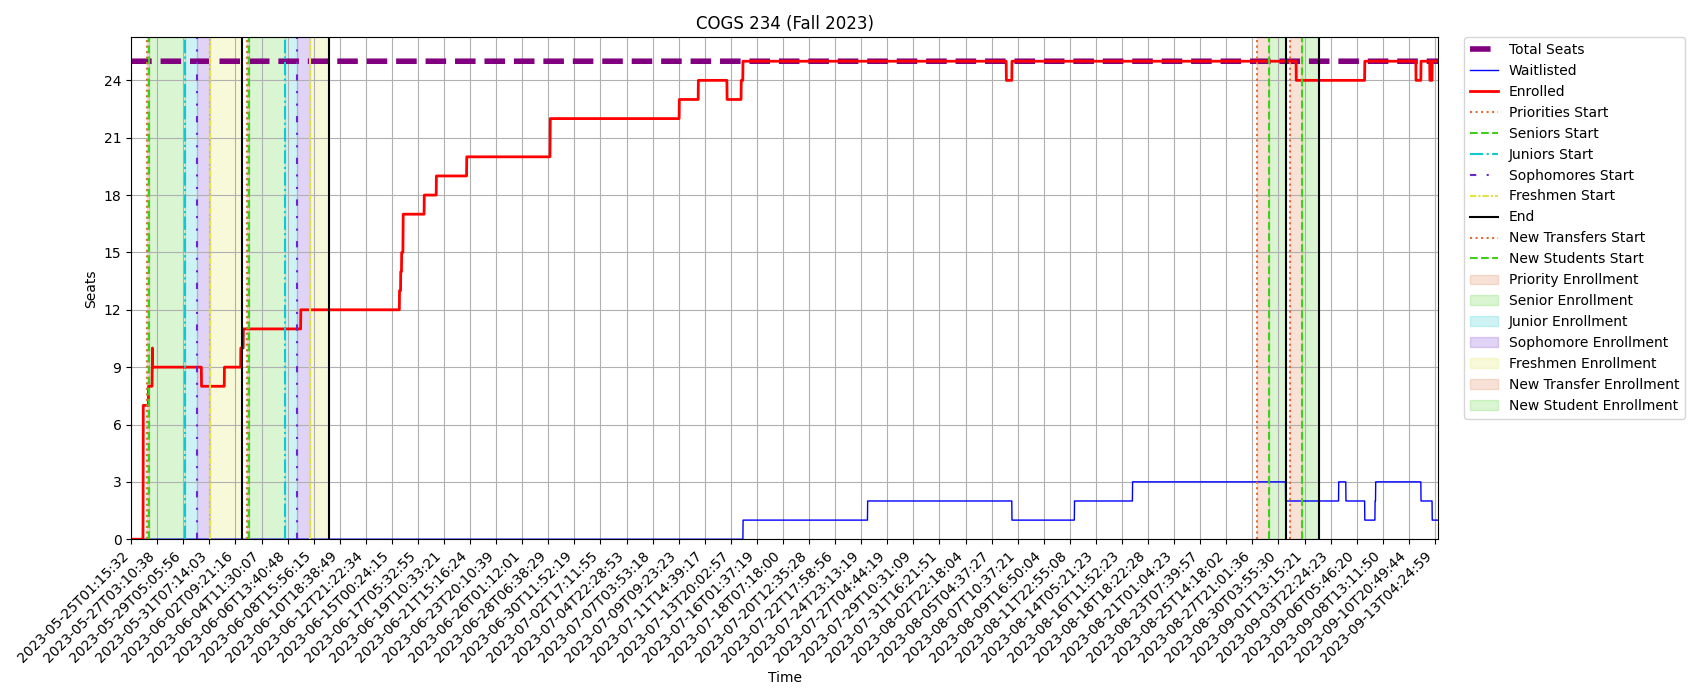 COGS 234 (Fall 2023)
Seats
24
21
18
15
12
9
6
3
0
2023-05-25T01:15:32
2023-05-27T03:10:38
2023-05-29T05:05:56
2023-05-31T07:14:03
2023-06-02T09:21:16
2023-06-04T11:30:07
2023-06-06T13:40:48
2023-06-08T15:56:15
2023-06-10T18:38:49
2023-06-12T21:22:34
2023-06-15T00:24:15
2023-06-17T05:32:55
2023-06-19T10:33:21
2023-06-21T15:16:24
2023-06-23T20:10:39
2023-06-26T01:12:01
2023-06-28T06:38:29
2023-06-30T11:52:19
2023-07-02T17:11:55
2023-07-04T22:28:53
2023-07-07T03:53:18
2023-07-09T09:23:23
2023-07-11T14:39:17
2023-07-13T20:02:57
2023-07-16T01:37:19
2023-07-18T07:18:00
2023-07-20T12:35:28
2023-07-22T17:58:56
2023-07-24T23:13:19
2023-07-27T04:44:19
2023-07-29T10:31:09
2023-07-31T16:21:51
2023-08-02T22:18:04
2023-08-05T04:37:27
2023-08-07T10:37:21
2023-08-09T16:50:04
2023-08-11T22:55:08
2023-08-14T05:21:23
2023-08-16T11:52:23
2023-08-18T18:22:28
2023-08-21T01:04:23
2023-08-23T07:39:57
2023-08-25T14:18:02
2023-08-27T21:01:36
2023-08-30T03:55:30
2023-09-01T13:15:21
2023-09-03T22:24:23
2023-09-06T05:46:20
2023-09-08T13:11:50
2023-09-10T20:49:44
2023-09-13T04:24:59
Time
Total Seats
Waitlisted
Enrolled
Priorities Start
Seniors Start
Juniors Start
Sophomores Start
Freshmen Start
End
New Transfers Start
New Students Start
Priority Enrollment
Senior Enrollment
Junior Enrollment
Sophomore Enrollment
Freshmen Enrollment
New Transfer Enrollment
New Student Enrollment